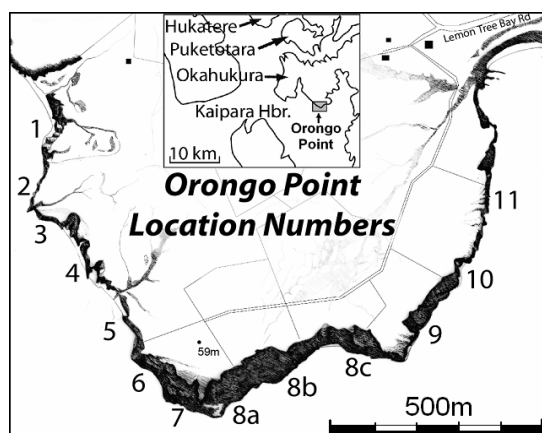 Hukatere
Puketotara
Okahukura
Kaipara Hbr.
Orongo
Point
10 km
Lemon Tree Bay Rd
Orongo Point
Location Numbers
1
2
3
4
5
6
7
8a
8b
8c
9
10
11
59m
500m